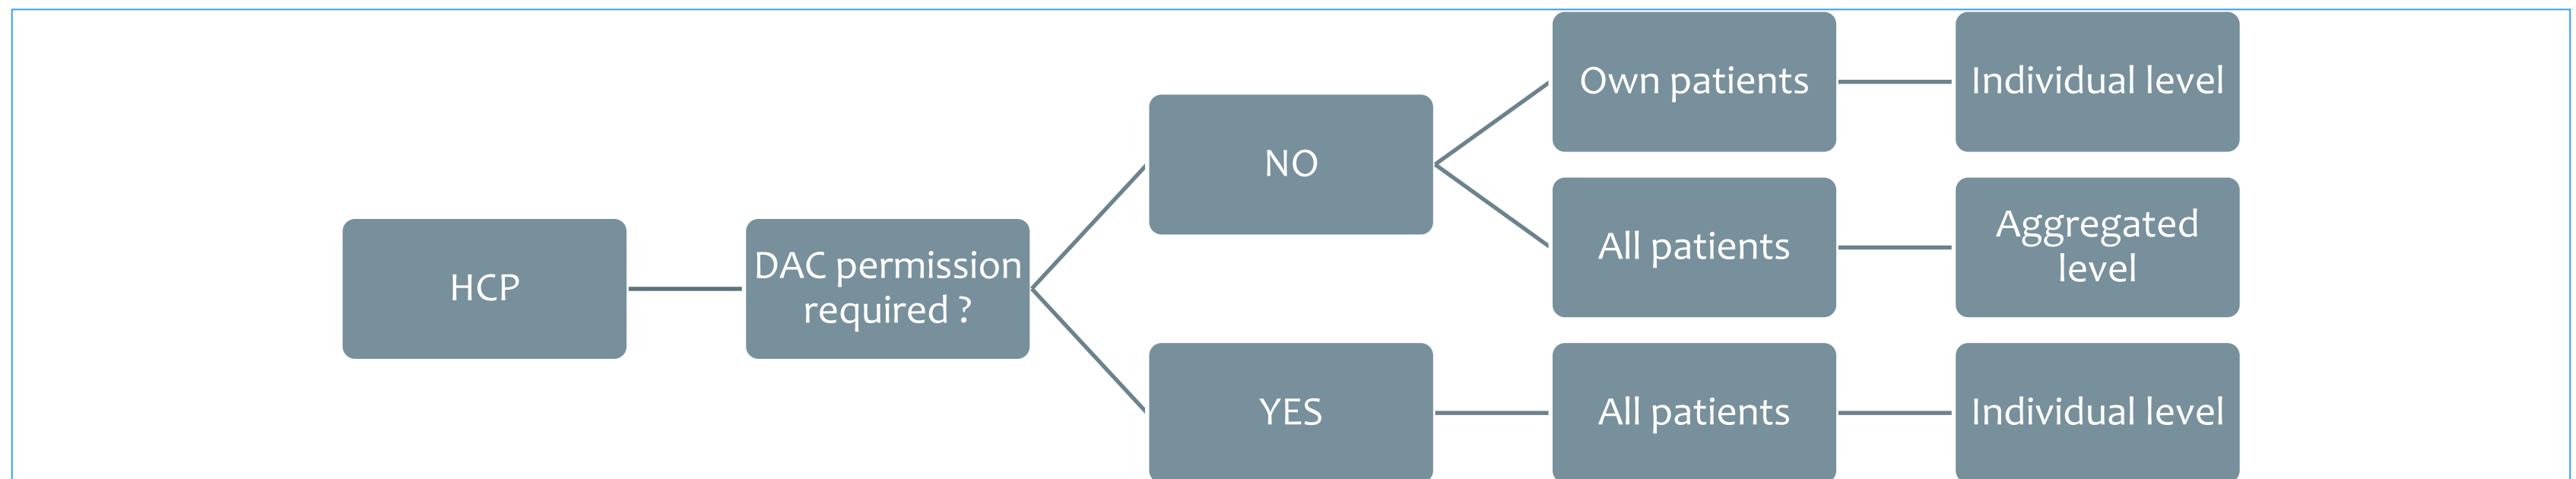 HCP
DAC permission
required ?
NO
Own patients
Individual level
All patients
Aggregated
level
YES
All patients
Individual level